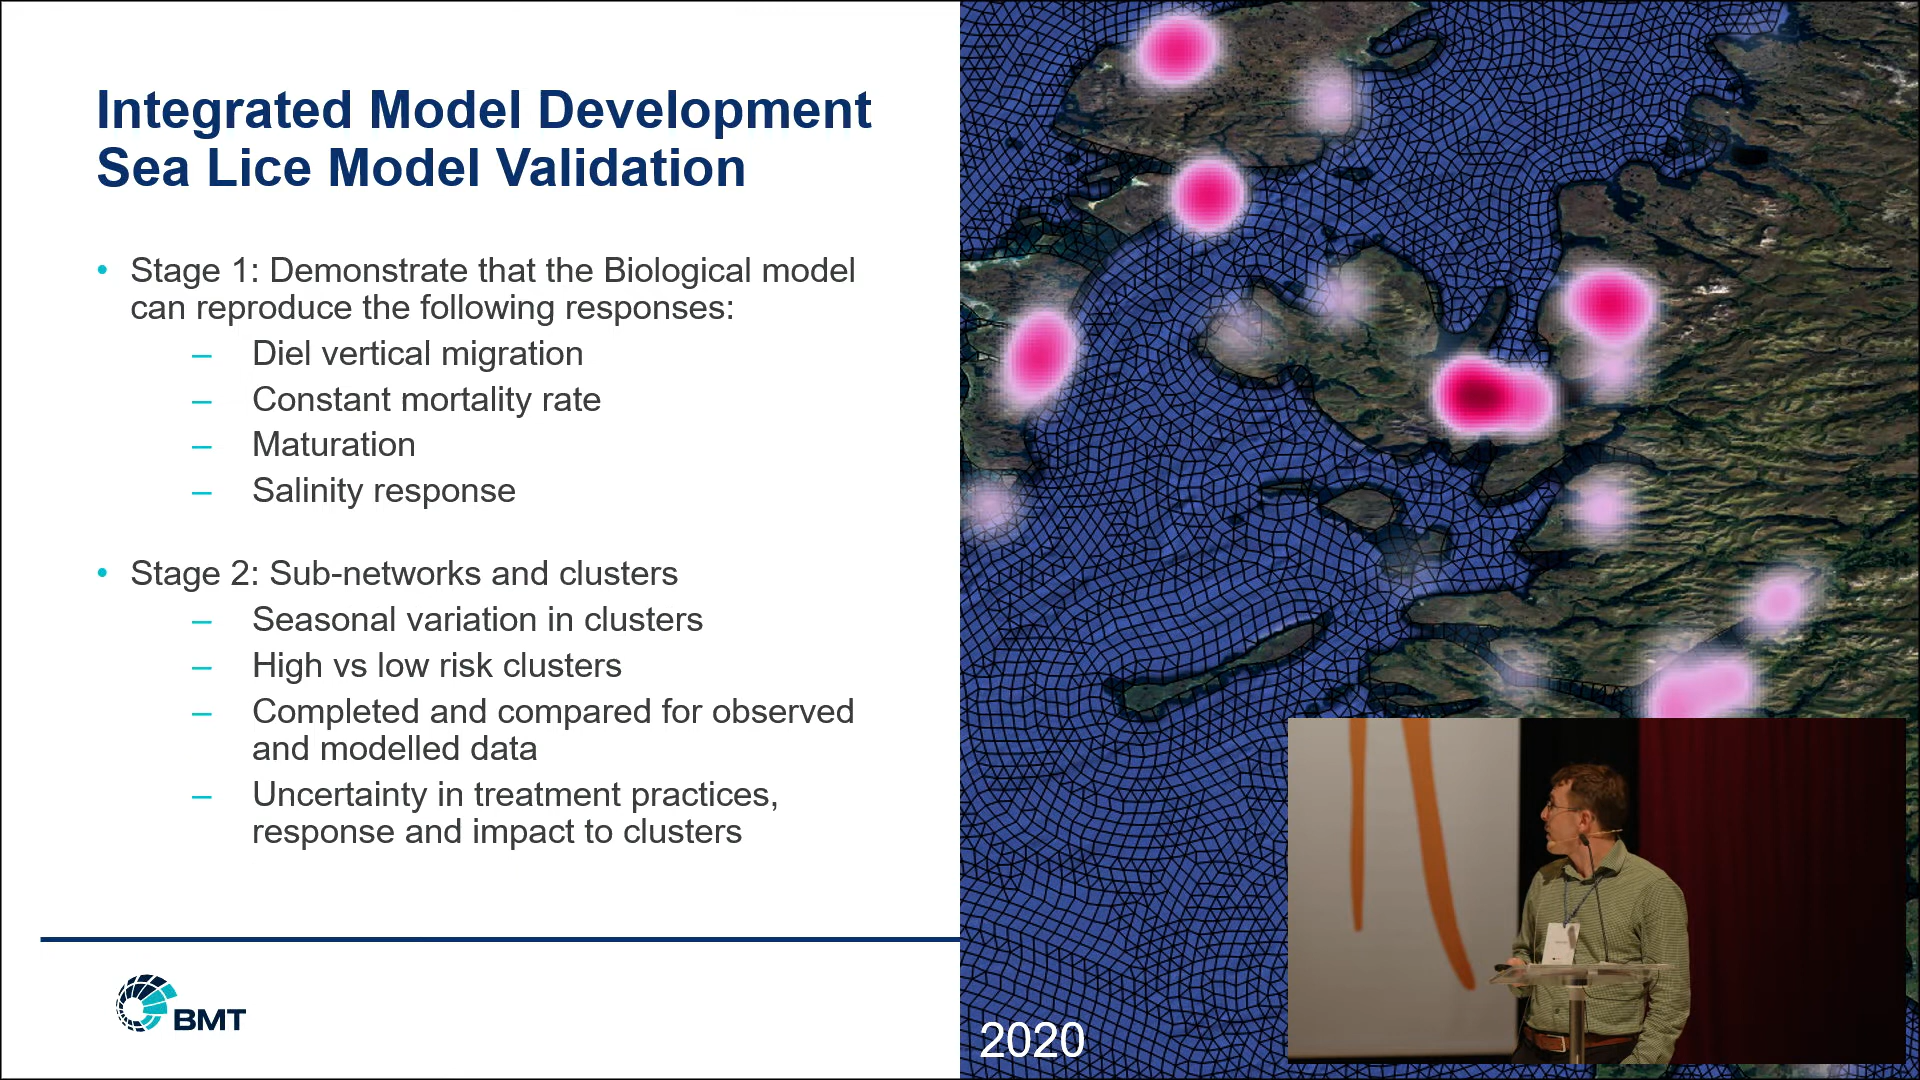 Integrated Model Development
Sea Lice Model Validation
• Stage 1: Demonstrate that the Biological model
can reproduce the following responses:
– Diel vertical migration
– Constant mortality rate
– Maturation
– Salinity response
• Stage 2: Sub-networks and clusters
– Seasonal variation in clusters
– High vs low risk clusters
– Completed and compared for observed
and modelled data
– Uncertainty in treatment practices,
response and impact to clusters
BMT
2020